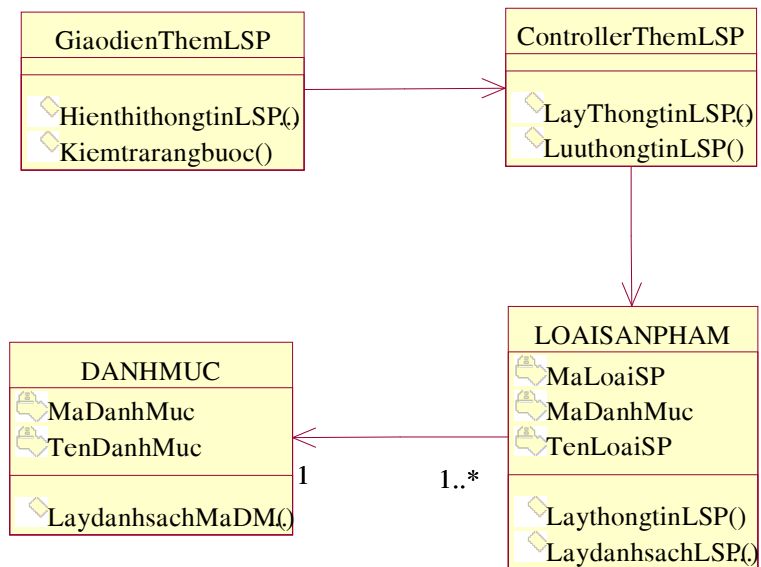 GiaodienThemLSP
HienthithongtinLSP()
Kiemtrarangbuoc()
ControllerThemLSP
LayThongtinLSP()
LuuthongtinLSP()
DANHMUC
MaDanhMuc
TenDanhMuc
LaydanhsachMaDM()
1
1..*
LOAISANPHAM
MaLoaiSP
MaDanhMuc
TenLoaiSP
LaythongtinLSP()
LaydanhsachLSP()